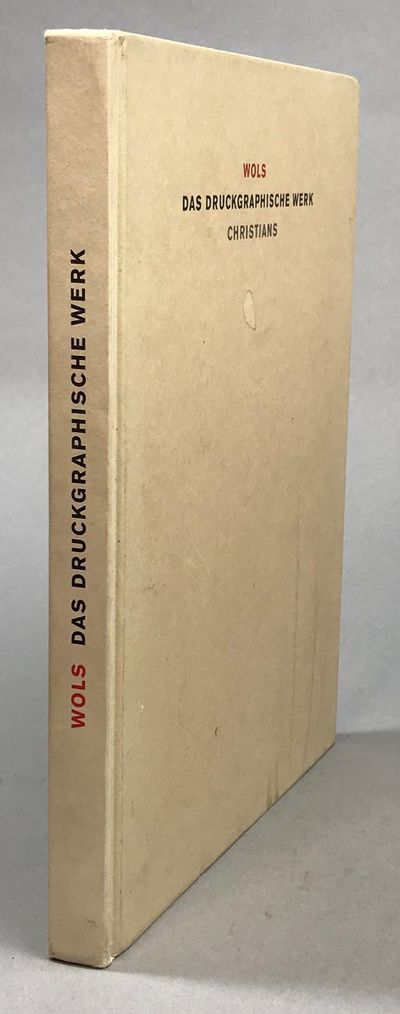 WOLS
DAS DRUCKGRAPHISCHE WERK
CHRISTIANS
WOLS DAS DRUCKGRAPHISCHE WERK